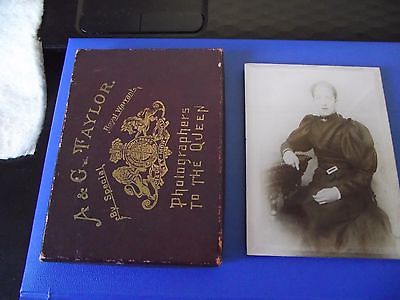 A & G. TAYLOR.
By Special Royal Warrant
Photographers
TO THE QUEEN